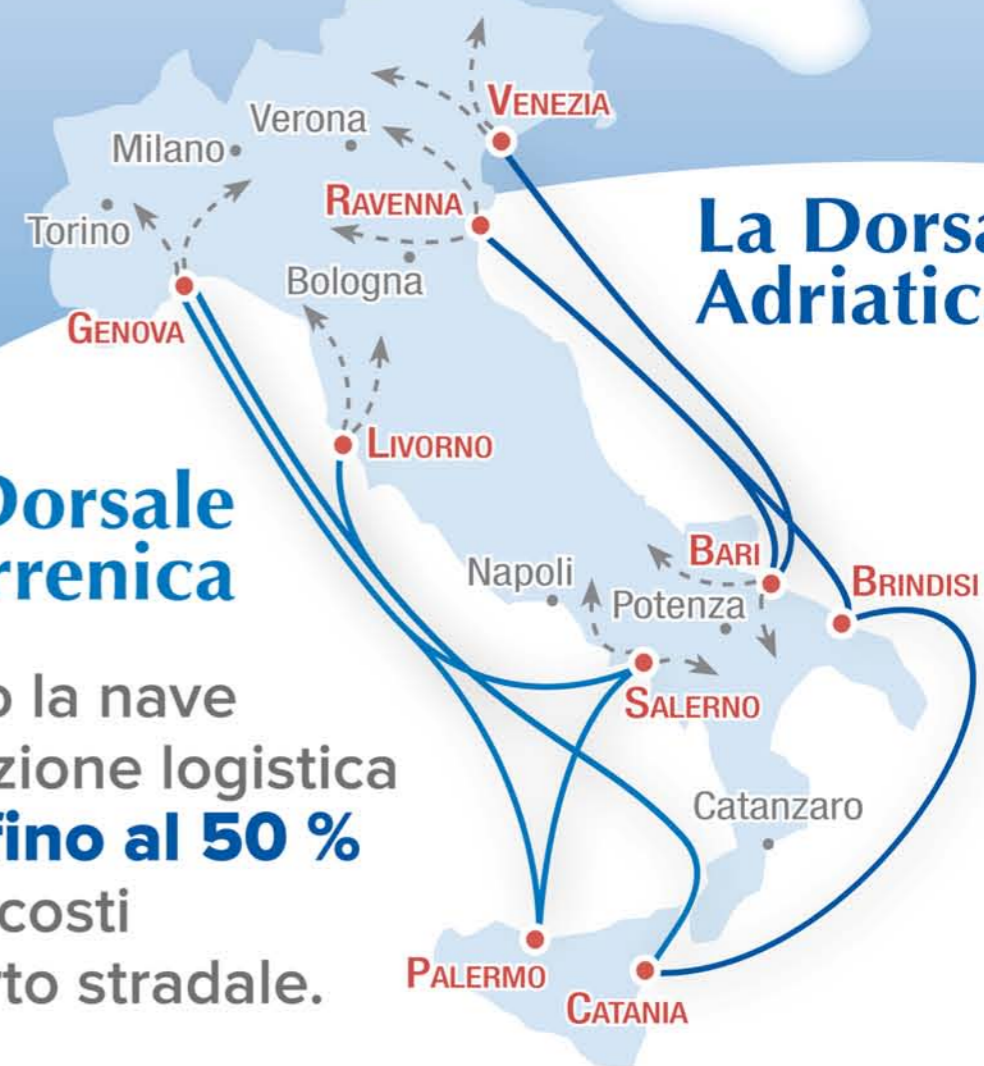 VENEZIA
Verona
Milano
RAVENNA
Torino
Bologna
GENOVA
La Dorsa
Adriatic
LIVORNO
Dorsale
rrenica
Napoli
BARI
BRINDISI
Potenza
SALERNO
o la nave
zione logistica
fino al 50 %
costi
rto stradale.
Catanzaro
PALERMO
CATANIA